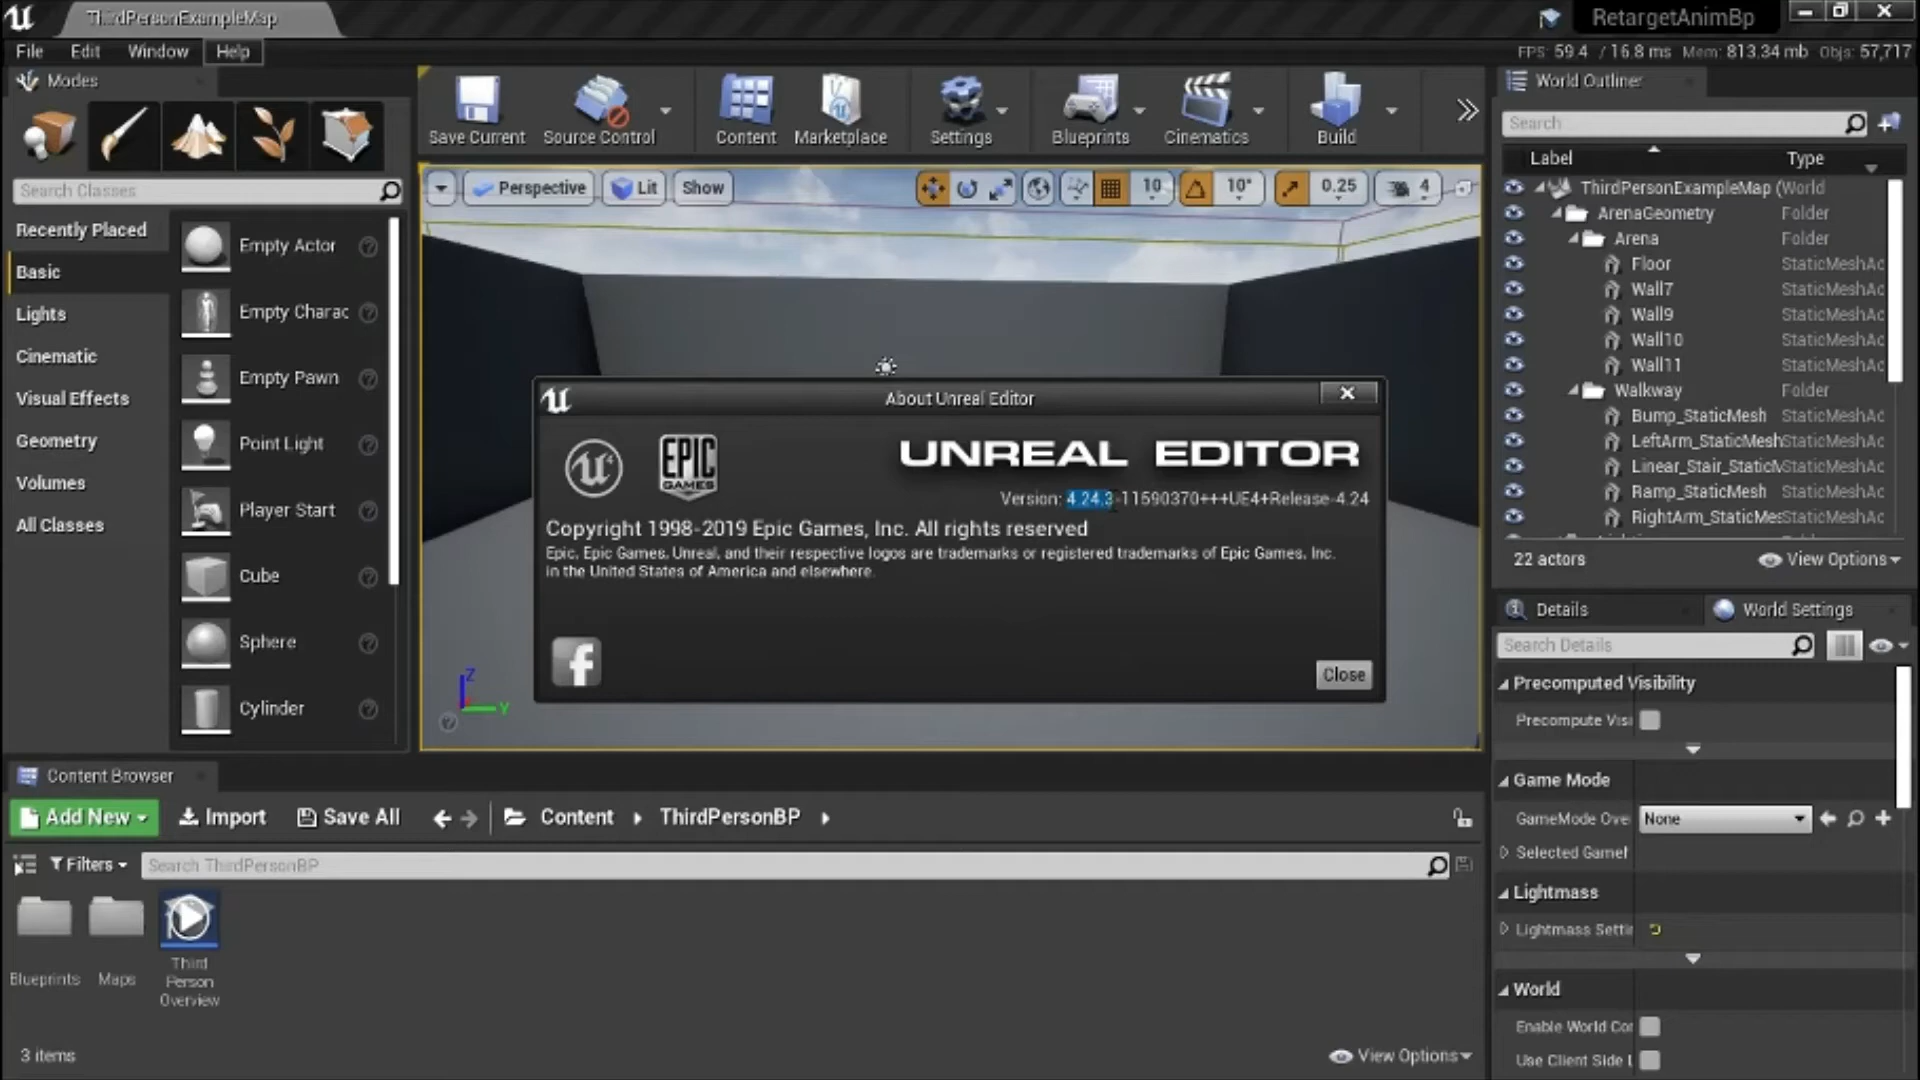 ThirdPersonExampleMap
RetargetAnimBp
File Edit Window Help
FPS: 59.4 / 16.8 ms Mem: 813.34 mb Objs: 57,717
Modes
Save Current Source Control Content Marketplace Settings Blueprints Cinematics Build
World Outliner
Search
Label Type
Search Classes
Perspective Lit Show 10 10° 0.25 4
Recently Placed
Basic
Lights
Cinematic
Visual Effects
Geometry
Volumes
All Classes
Empty Actor
Empty Charac
Empty Pawn
Point Light
Player Start
Cube
Sphere
Cylinder
ThirdPersonExampleMap (World
ArenaGeometry Folder
Arena Folder
Floor StaticMeshAc
Wall7 StaticMeshAc
Wall9 StaticMeshAc
Wall10 StaticMeshAc
Wall11 StaticMeshAc
Walkway Folder
Bump_StaticMesh StaticMeshAc
LeftArm_StaticMesh StaticMeshAc
Linear_Stair_StaticM StaticMeshAc
Ramp_StaticMesh StaticMeshAc
RightArm_StaticMes StaticMeshAc
22 actors View Options
About Unreal Editor
EPIC
GAMES
UNREAL EDITOR
Version: 4.24.3-11590370+++UE4+Release-4.24
Copyright 1998-2019 Epic Games, Inc. All rights reserved
Epic, Epic Games, Unreal, and their respective logos are trademarks or registered trademarks of Epic Games, Inc.
in the United States of America and elsewhere.
Close
Z
Y
Details World Settings
Search Details
Precomputed Visibility
Precompute Visi
Game Mode
GameMode Ove None
Selected GameM
Lightmass
Lightmass Settin
World
Enable World Cor
Use Client Side L
Content Browser
Add New Import Save All Content ThirdPersonBP
Filters Search ThirdPersonBP
Blueprints
Maps
Third
Person
Overview
3 items View Options